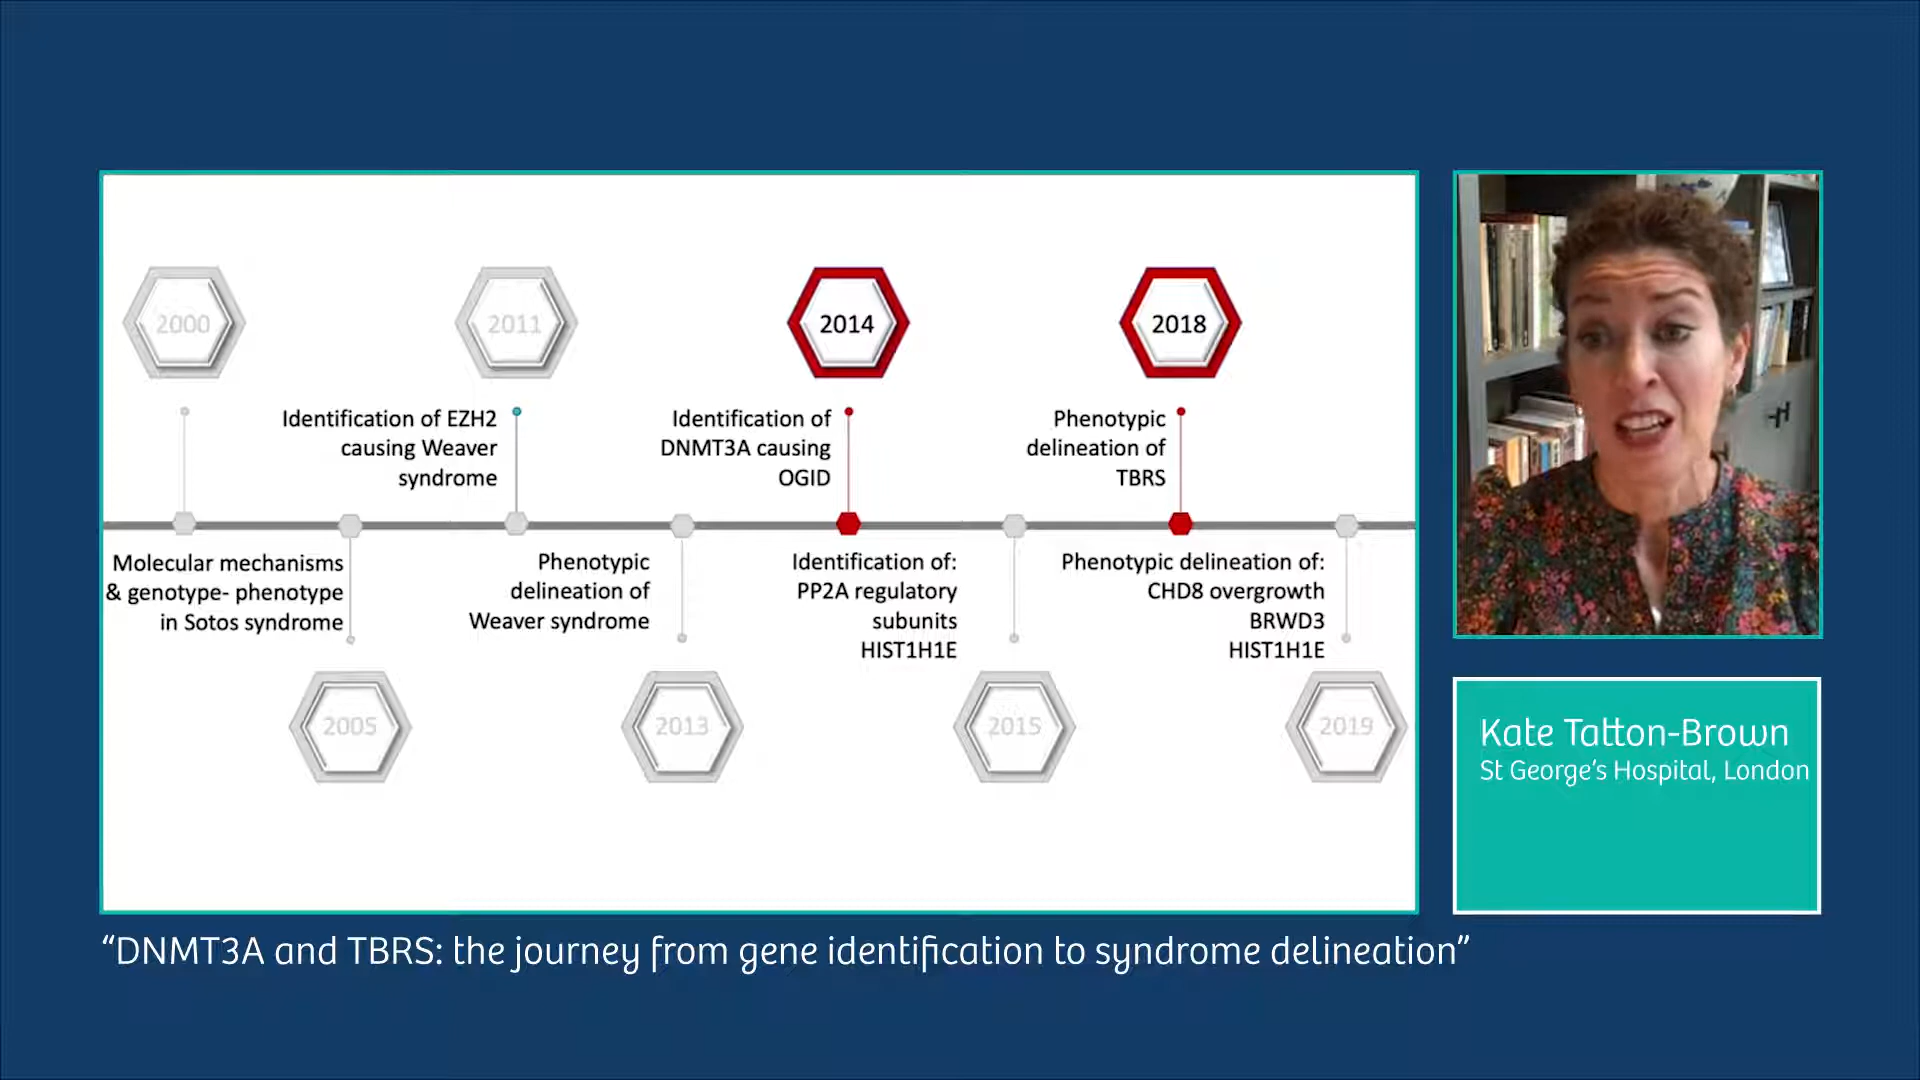 2000
2011
2014
2018
Identification of EZH2
causing Weaver
syndrome
Identification of
DNMT3A causing
OGID
Phenotypic
delineation of
TBRS
Molecular mechanisms
& genotype- phenotype
in Sotos syndrome
Phenotypic
delineation of
Weaver syndrome
Identification of:
PP2A regulatory
subunits
HIST1H1E
Phenotypic delineation of:
CHD8 overgrowth
BRWD3
HIST1H1E
2005
2013
2015
2019
Kate Tatton-Brown
St George’s Hospital, London
“DNMT3A and TBRS: the journey from gene identification to syndrome delineation”